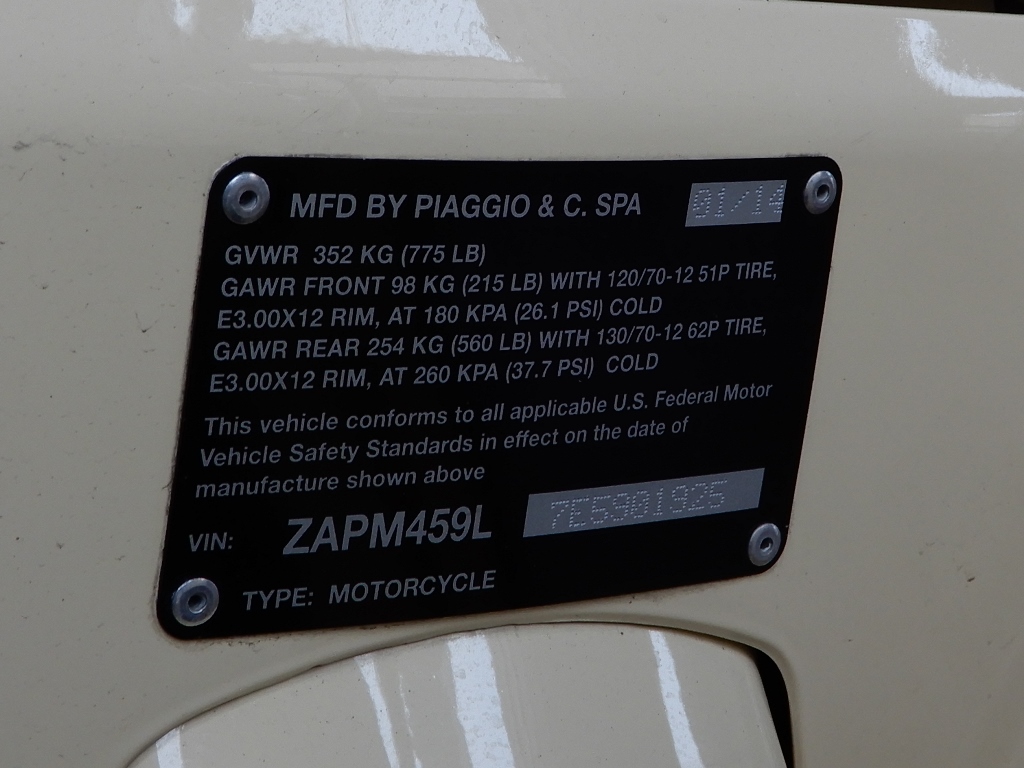 MFD BY PIAGGIO & C. SPA 01/14
GVWR 352 KG (775 LB)
GAWR FRONT 98 KG (215 LB) WITH 120/70-12 51P TIRE,
E3.00X12 RIM, AT 180 KPA (26.1 PSI) COLD
GAWR REAR 254 KG (560 LB) WITH 130/70-12 62P TIRE,
E3.00X12 RIM, AT 260 KPA (37.7 PSI) COLD
This vehicle conforms to all applicable U.S. Federal Motor
Vehicle Safety Standards in effect on the date of
manufacture shown above
VIN: ZAPM459L 7E5901925
TYPE: MOTORCYCLE